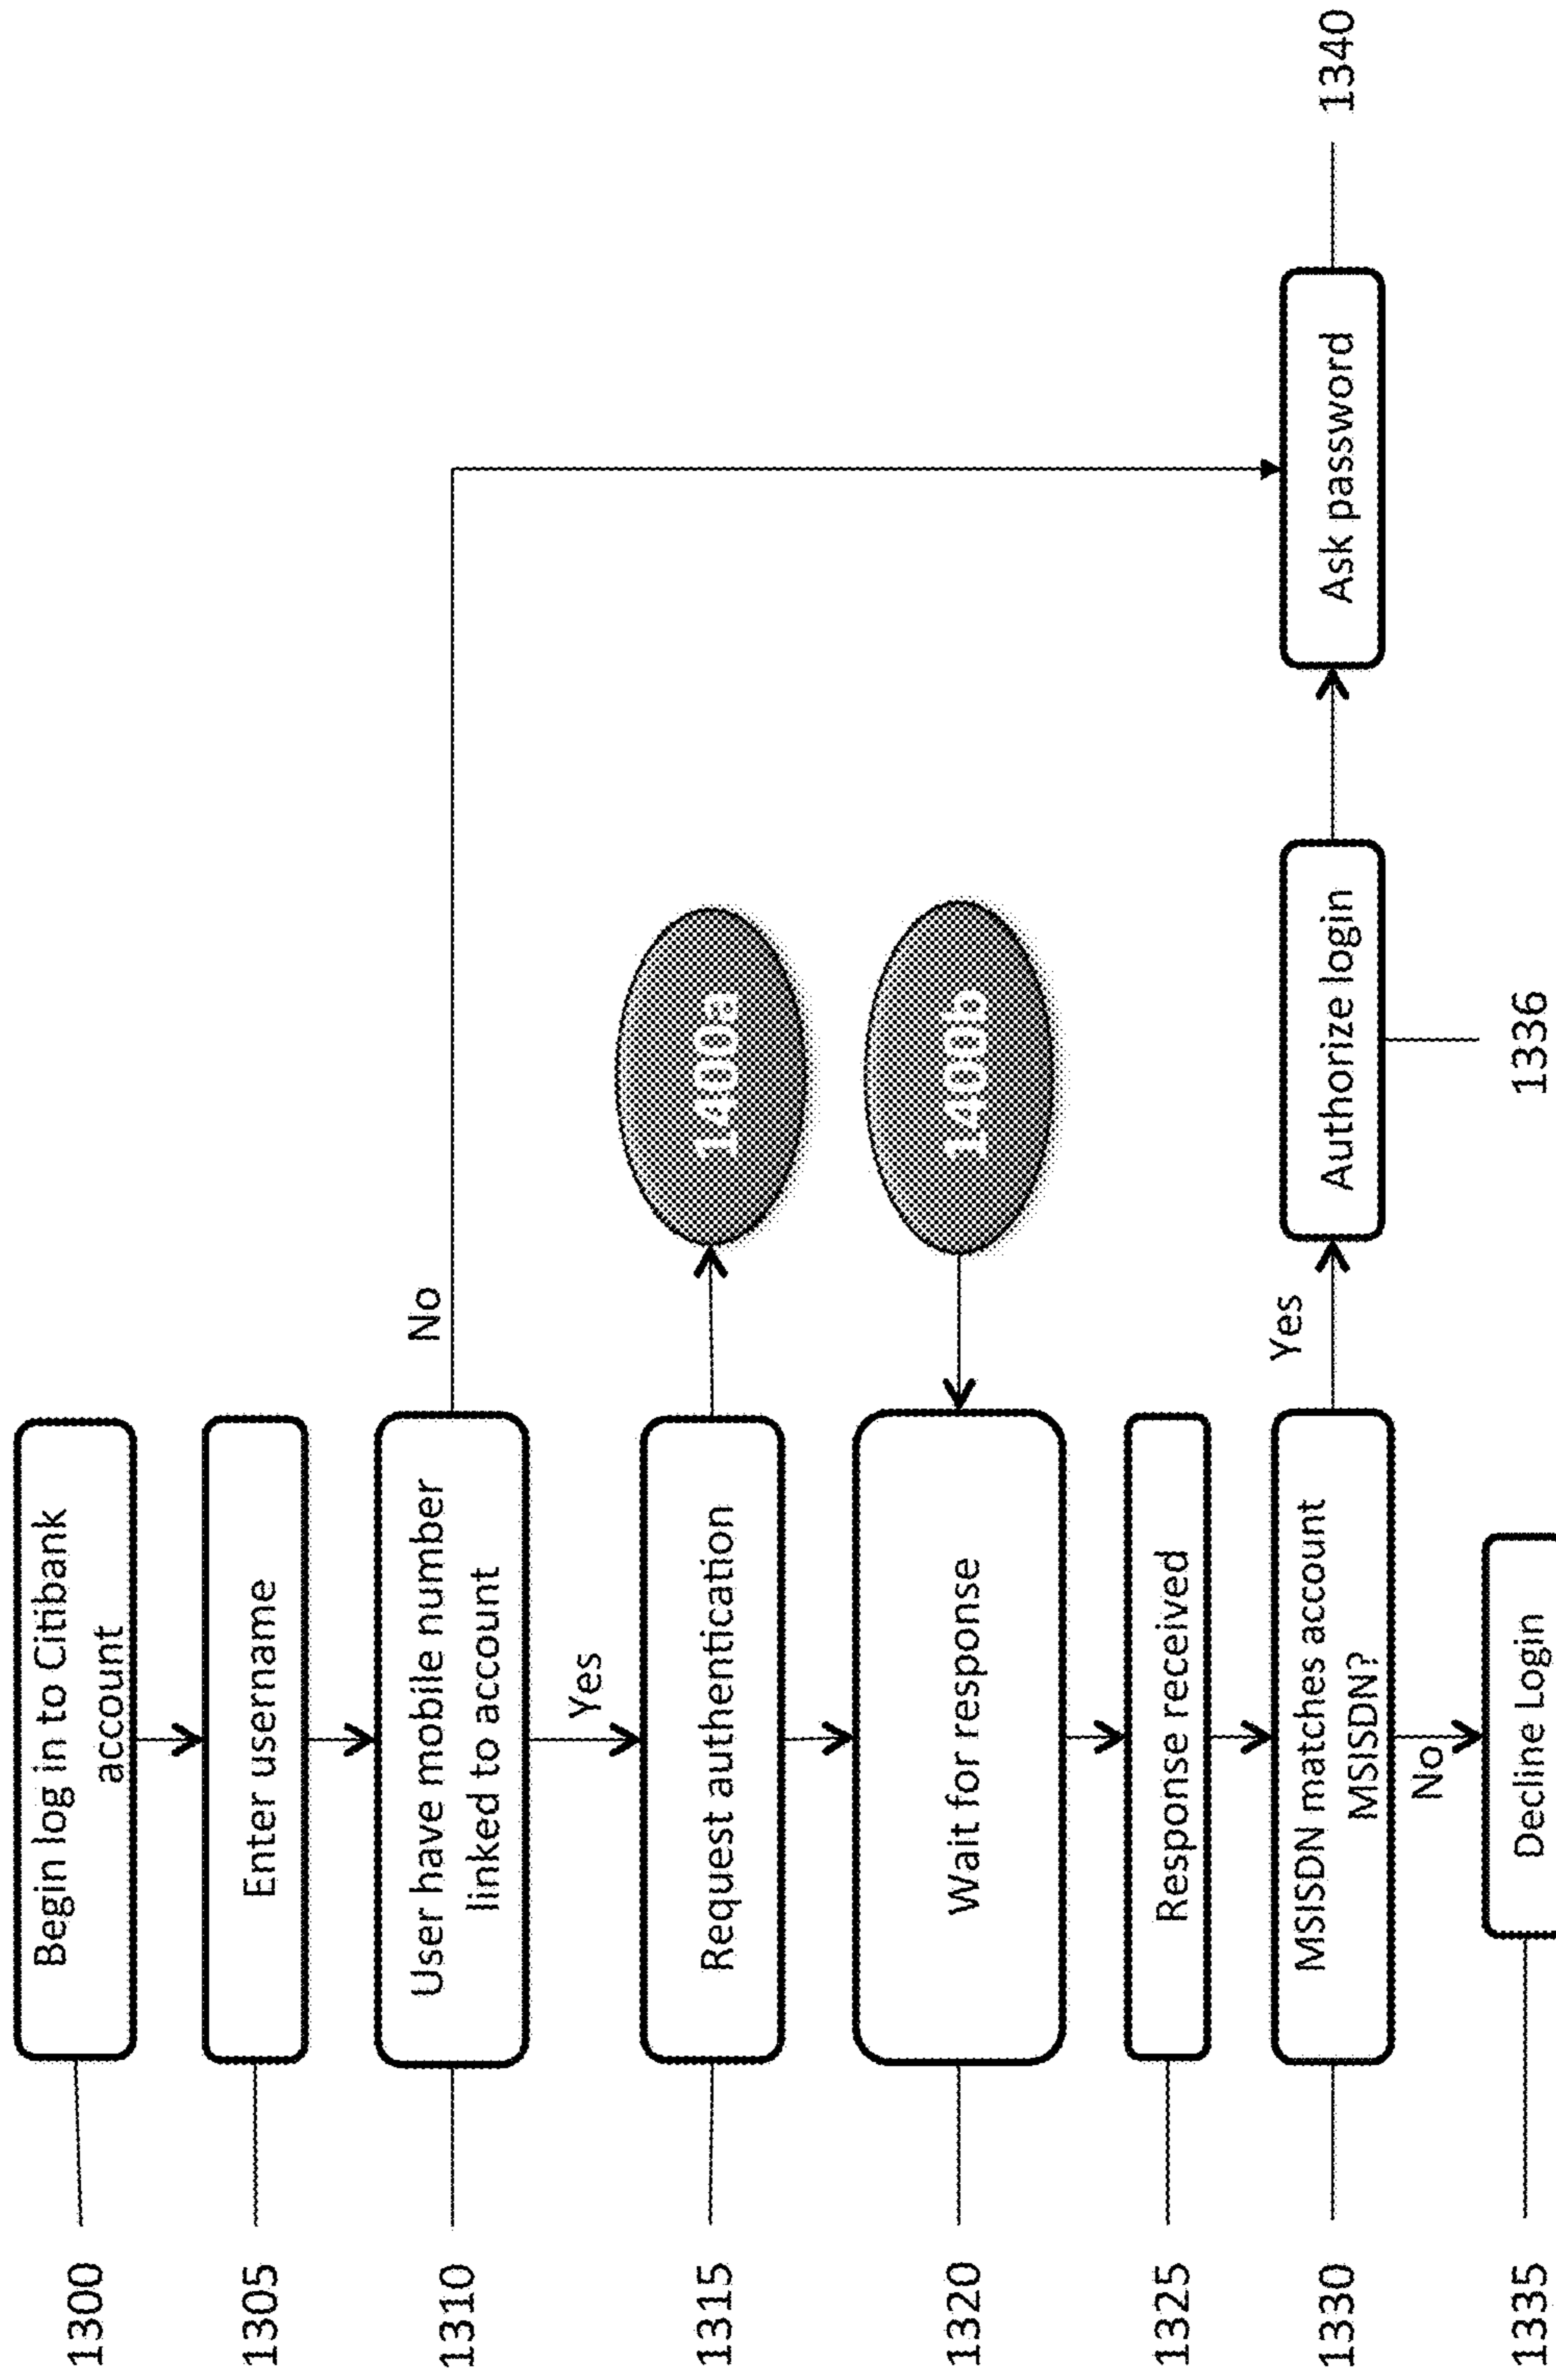 1300
Begin log in to Citibank
account
1305
Enter username
1310
User have mobile number
linked to account
No
Yes
1315
Request authentication
1400a
1320
Wait for response
1400b
1325
Response received
1330
MSISDN matches account
MSISDN?
Yes
Authorize login
1336
Ask password
1340
No
1335
Decline Login